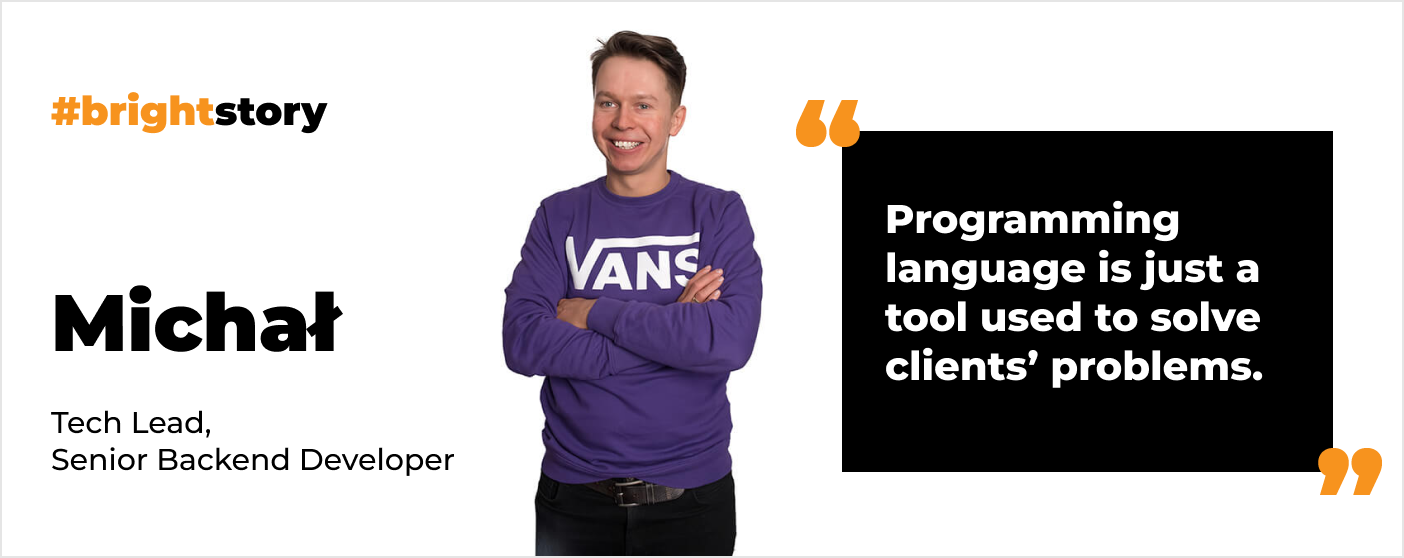 #brightstory
Michał
Tech Lead,
Senior Backend Developer
VANS
“
Programming
language is just a
tool used to solve
clients’ problems.
”